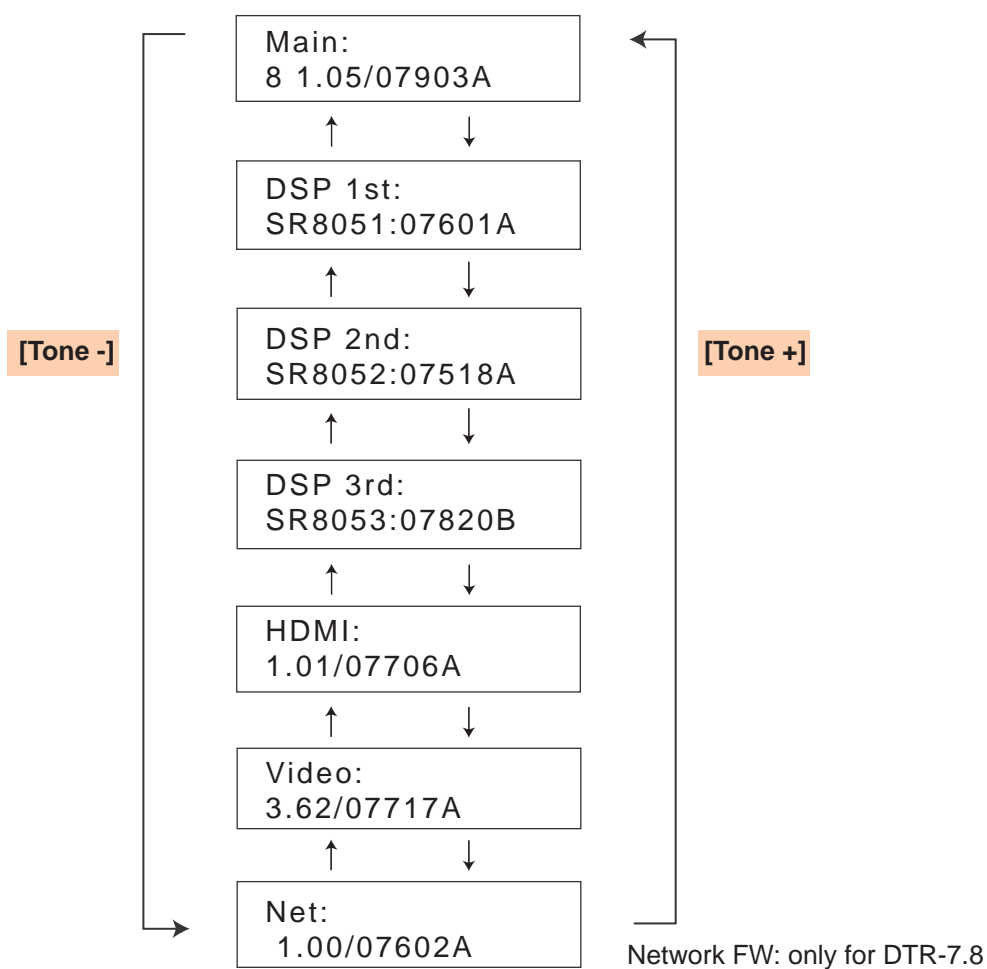 Main:
8 1.05/07903A
↑ ↓
DSP 1st:
SR8051:07601A
↑ ↓
DSP 2nd:
SR8052:07518A
[Tone -]
[Tone +]
↑ ↓
DSP 3rd:
SR8053:07820B
↑ ↓
HDMI:
1.01/07706A
↑ ↓
Video:
3.62/07717A
↑ ↓
Net:
1.00/07602A
Network FW: only for DTR-7.8